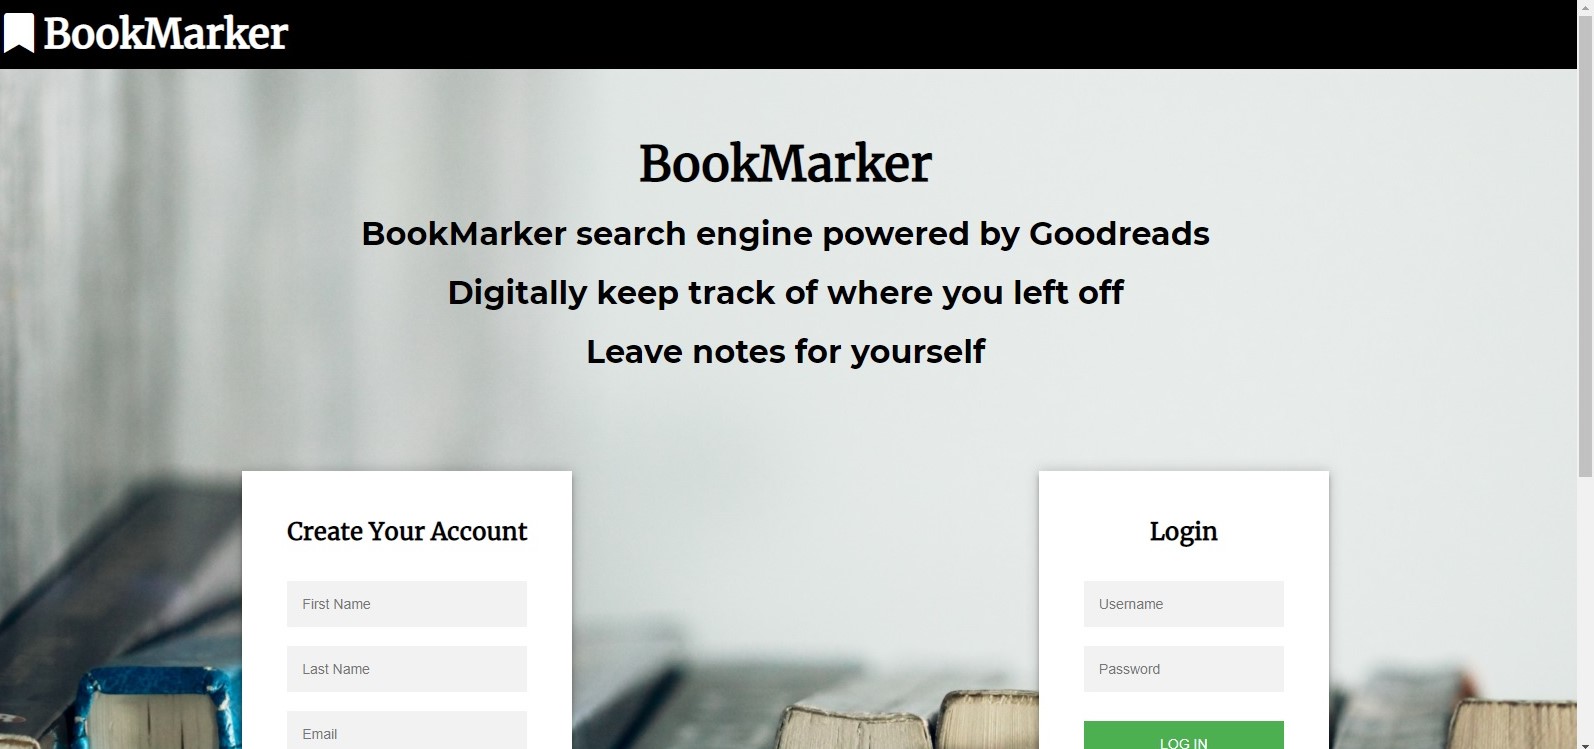 BookMarker
BookMarker
BookMarker search engine powered by Goodreads
Digitally keep track of where you left off
Leave notes for yourself
Create Your Account
First Name
Last Name
Email
Login
Username
Password
LOG IN